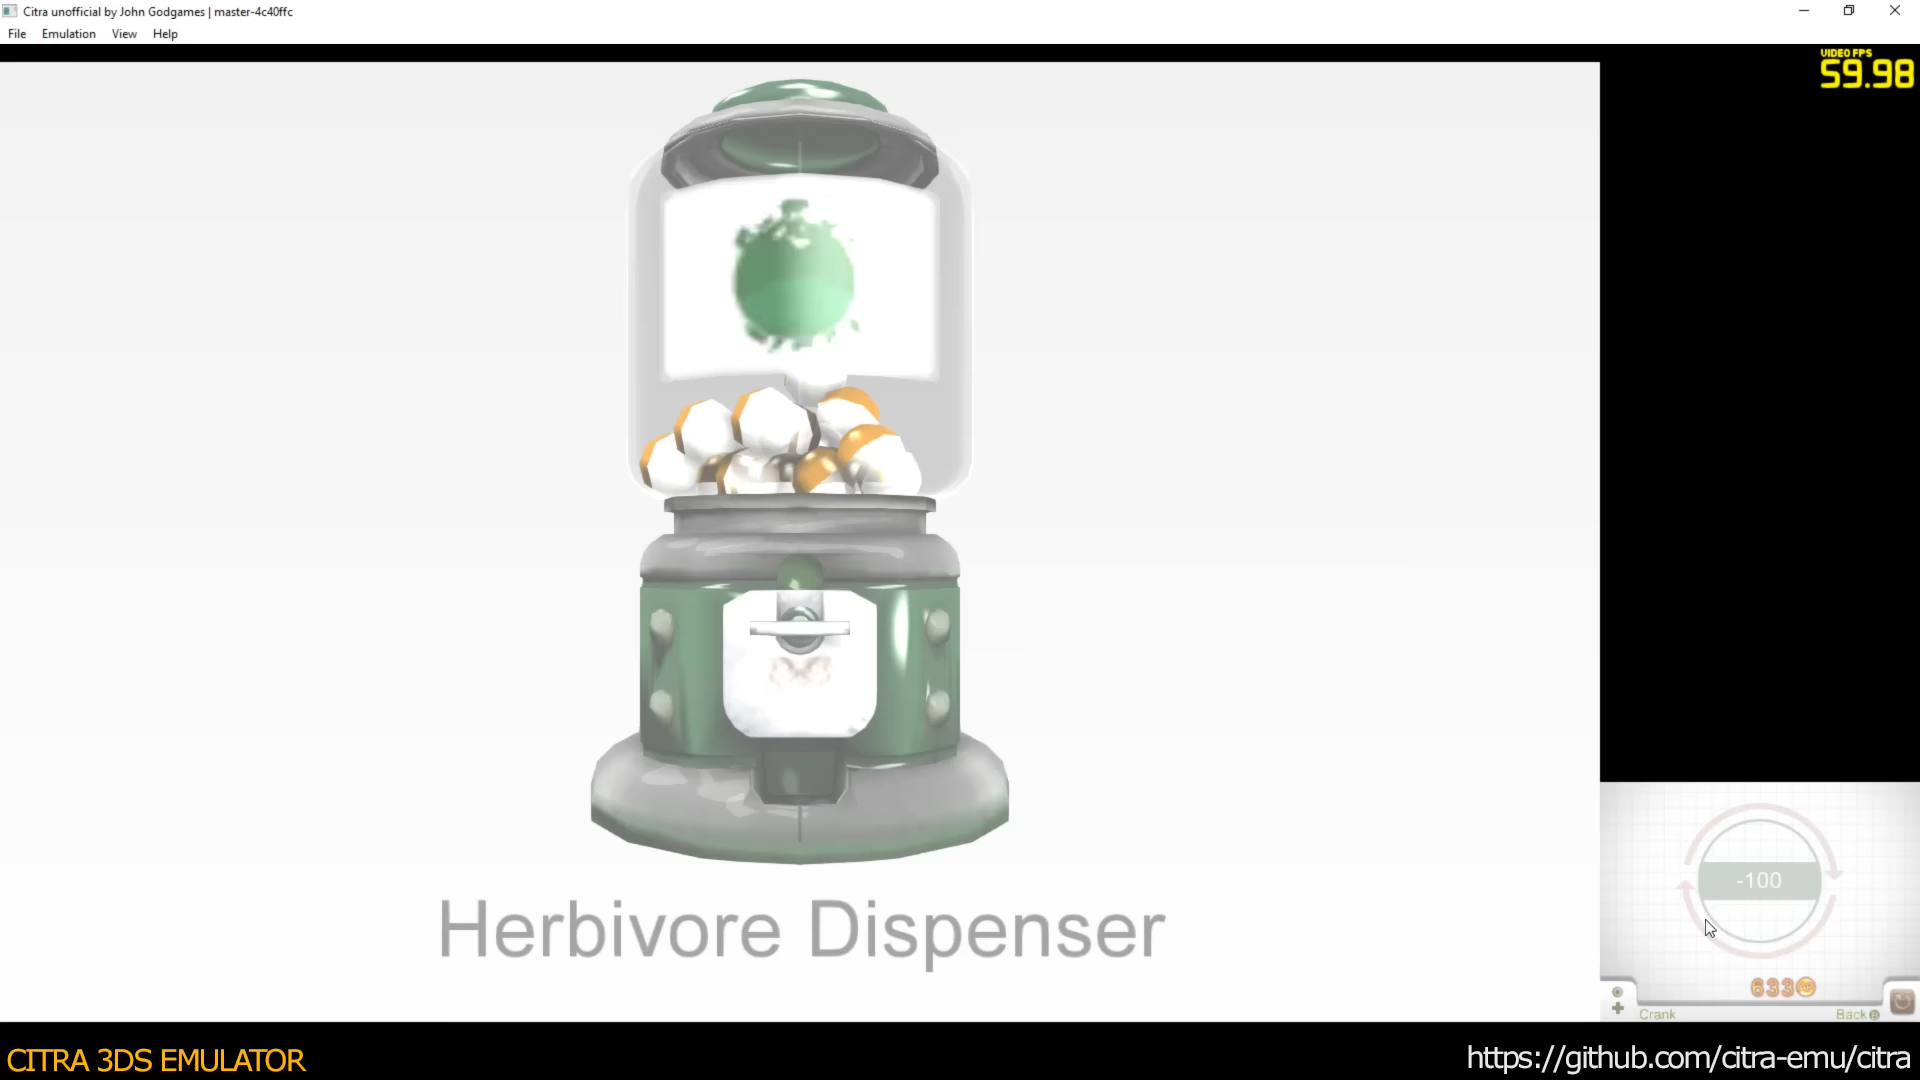 Citra unofficial by John Godgames | master-4c40ffc
File Emulation View Help
VIDEO FPS
59.98
Herbivore Dispenser
-100
633
Crank
Back B
CITRA 3DS EMULATOR
https://github.com/citra-emu/citra